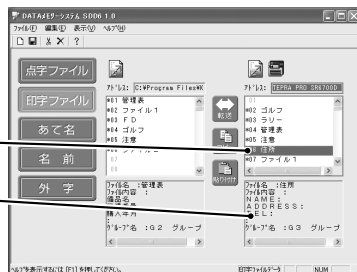 DATAメモリーシステム SD06 1.0
ファイル(F) 編集(E) 表示(V) ヘルプ(H)
点字ファイル
印字ファイル
あて名
名 前
外 字
アドレス: C:¥Program Files¥K
*01 管理表
*02 ファイル1
*03 ＦＤ
*04 ゴルフ
*05 注意
07
08
ファイル名 :管理表
ファイル内容 :
備品名
購入年月
グループ名 :Ｇ２ グループ
転送
貼り付け
アドレス: TEPRA PRO SR6700D
01
*02 ゴルフ
*03 ラリー
*04 管理表
*05 注意
*06 住所
*07 ファイル1
ファイル名 :住所
ファイル内容 :
ＮＡＭＥ：
ＡＤＤＲＥＳＳ：
ＴＥＬ：
グループ名 :Ｇ３ グループ
ヘルプを表示するには [F1] を押してください。
印字ファイルデータ
NUM